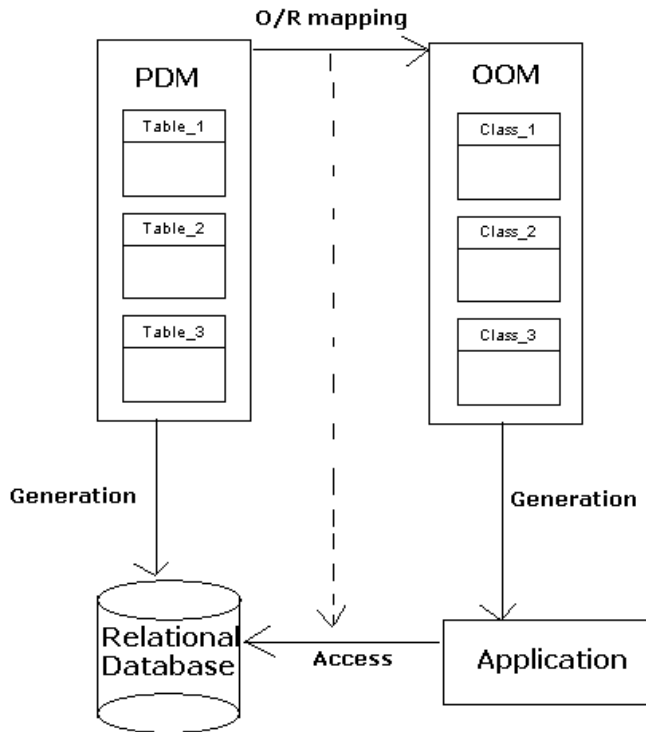 O/R mapping
PDM
OOM
Table_1
Class_1
Table_2
Class_2
Table_3
Class_3
Generation
Generation
Relational
Database
Access
Application